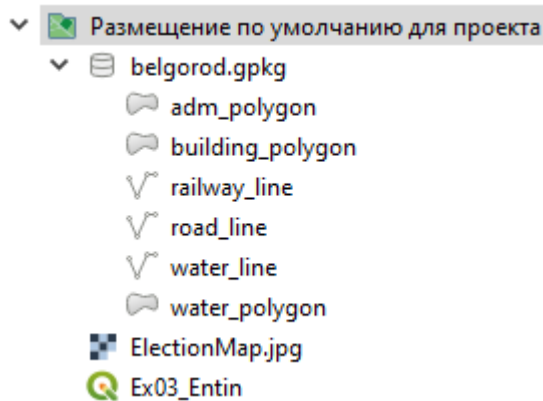 Размещение по умолчанию для проекта
belgorod.gpkg
adm_polygon
building_polygon
railway_line
road_line
water_line
water_polygon
ElectionMap.jpg
Ex03_Entin